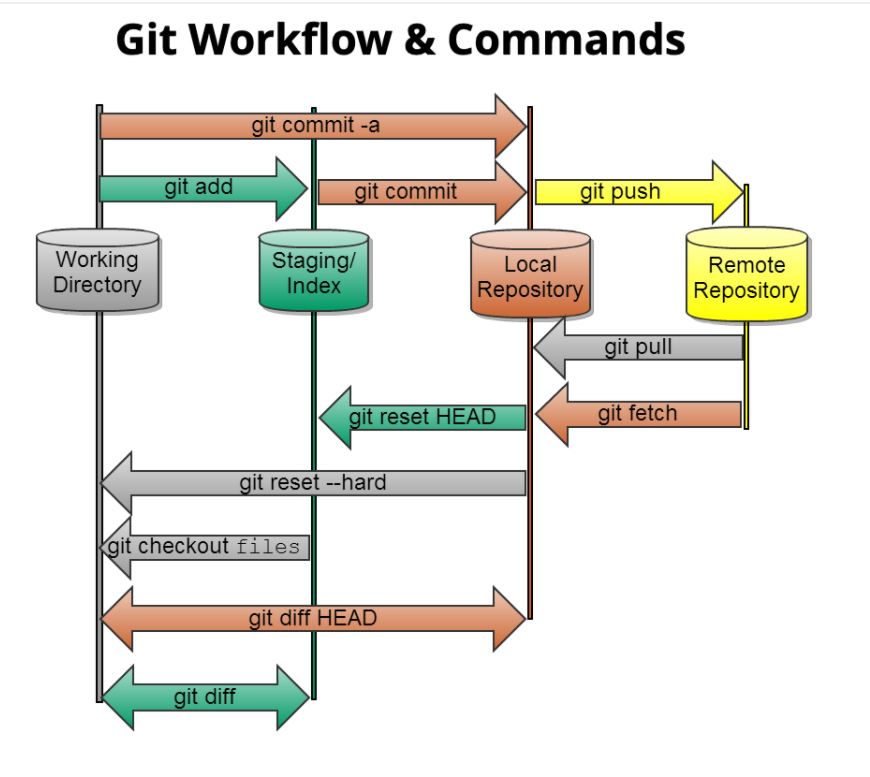 Git Workflow & Commands
git commit -a
git add
git commit
git push
Working
Directory
Staging/
Index
Local
Repository
Remote
Repository
git pull
git reset HEAD
git fetch
git reset --hard
git checkout files
git diff HEAD
git diff